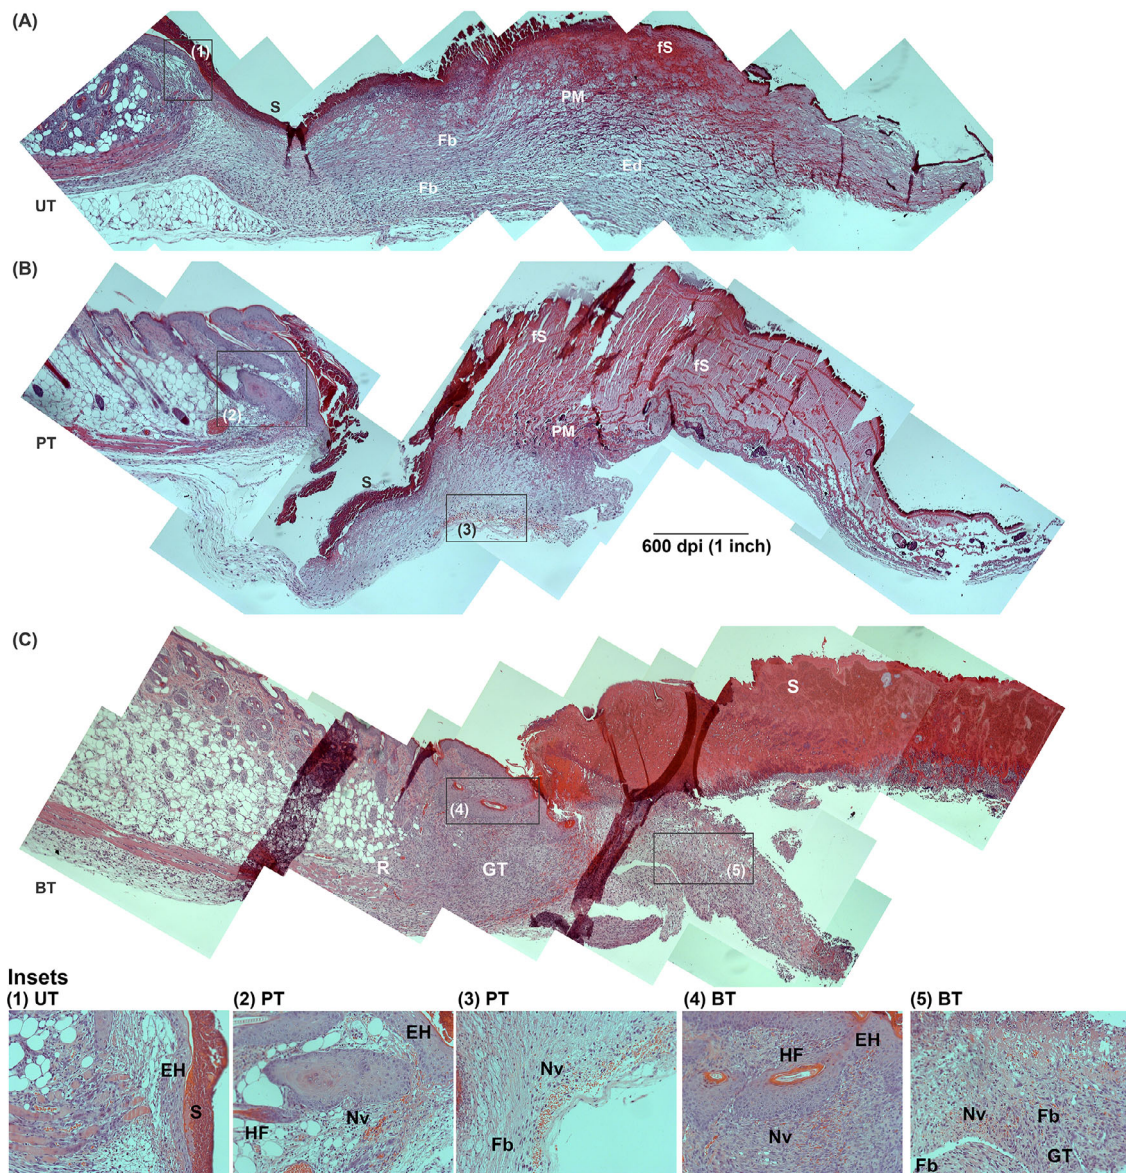 (A)
(1)
fS
S
PM
Fb
Ed
Fb
UT
(B)
fS
fS
(2)
PM
PT
S
(3)
600 dpi (1 inch)
(C)
S
(4)
R
GT
(5)
BT
Insets
(1) UT
(2) PT
(3) PT
(4) BT
(5) BT
EH
S
EH
Nv
HF
Nv
Fb
EH
HF
Nv
Nv
Fb
Fb
GT